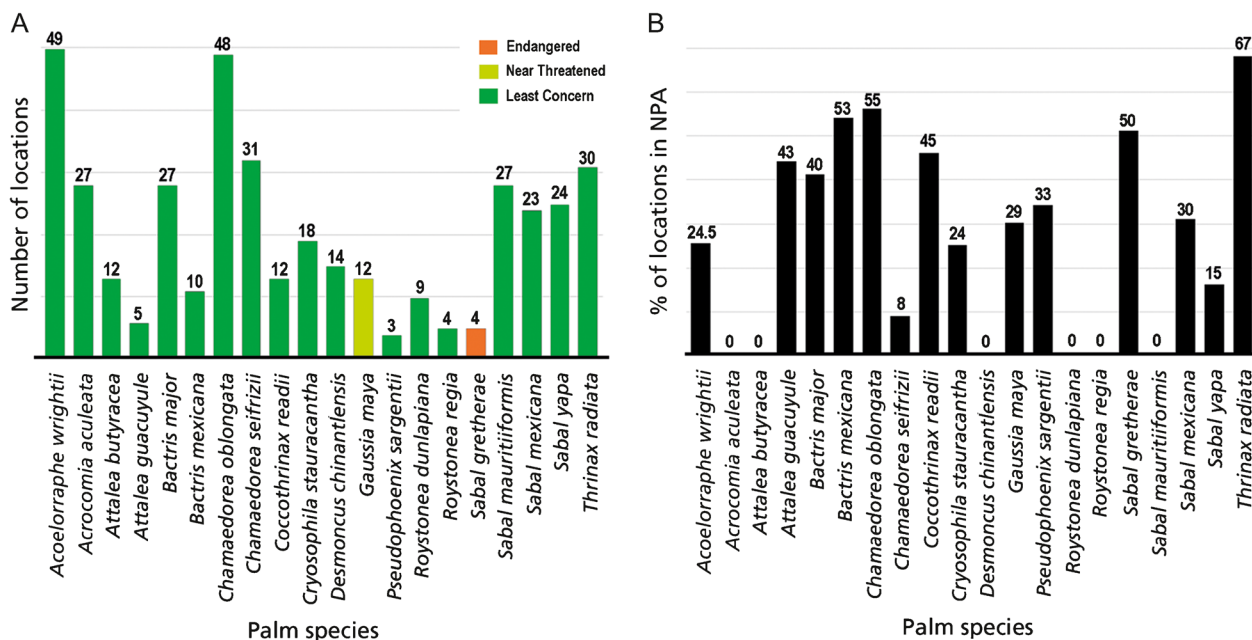 A
49
27
12
5
27
10
48
31
12
18
14
12
3
9
4
4
27
23
24
30
Endangered
Near Threatened
Least Concern
Number of locations
Acoelorraphe wrightii
Acrocomia aculeata
Attalea butyracea
Attalea guacuyule
Bactris major
Bactris mexicana
Chamaedorea oblongata
Chamaedorea seifrizii
Coccothrinax readii
Cryosophila stauracantha
Desmoncus chinantlensis
Gaussia maya
Pseudophoenix sargentii
Roystonea dunlapiana
Roystonea regia
Sabal gretherae
Sabal mauritiiformis
Sabal mexicana
Sabal yapa
Thrinax radiata
Palm species
B
24.5
0
0
43
40
53
55
8
45
24
0
29
33
0
0
50
0
30
15
67
% of locations in NPA
Acoelorraphe wrightii
Acrocomia aculeata
Attalea butyracea
Attalea guacuyule
Bactris major
Bactris mexicana
Chamaedorea oblongata
Chamaedorea seifrizii
Coccothrinax readii
Cryosophila stauracantha
Desmoncus chinantlensis
Gaussia maya
Pseudophoenix sargentii
Roystonea dunlapiana
Roystonea regia
Sabal gretherae
Sabal mauritiiformis
Sabal mexicana
Sabal yapa
Thrinax radiata
Palm species